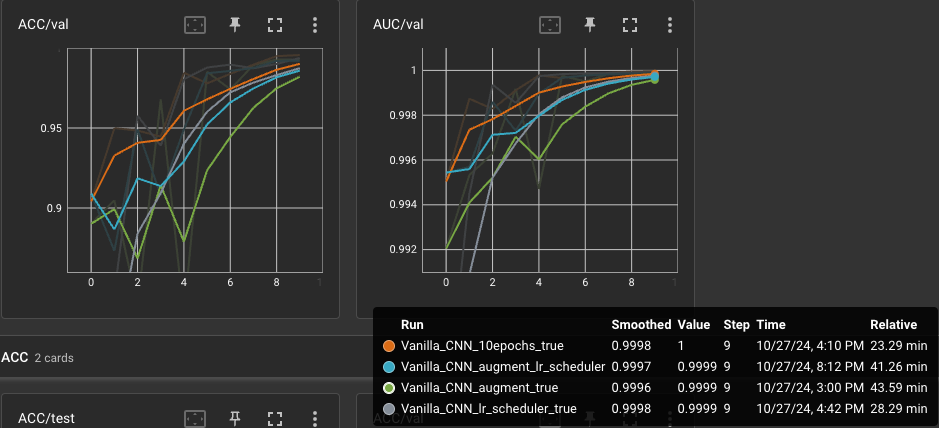 ACC/val
AUC/val
0.95
0.9
0 2 4 6 8 1
1
0.998
0.996
0.994
0.992
0 2 4 6 8 1
Run Smoothed Value Step Time Relative
Vanilla_CNN_10epochs_true 0.9998 1 9 10/27/24, 4:10 PM 23.29 min
Vanilla_CNN_augment_lr_scheduler 0.9997 0.9999 9 10/27/24, 8:12 PM 41.26 min
Vanilla_CNN_augment_true 0.9996 0.9999 9 10/27/24, 3:00 PM 43.59 min
Vanilla_CNN_lr_scheduler_true 0.9998 0.9999 9 10/27/24, 4:42 PM 28.29 min
ACC 2 cards
ACC/test
ACC/val